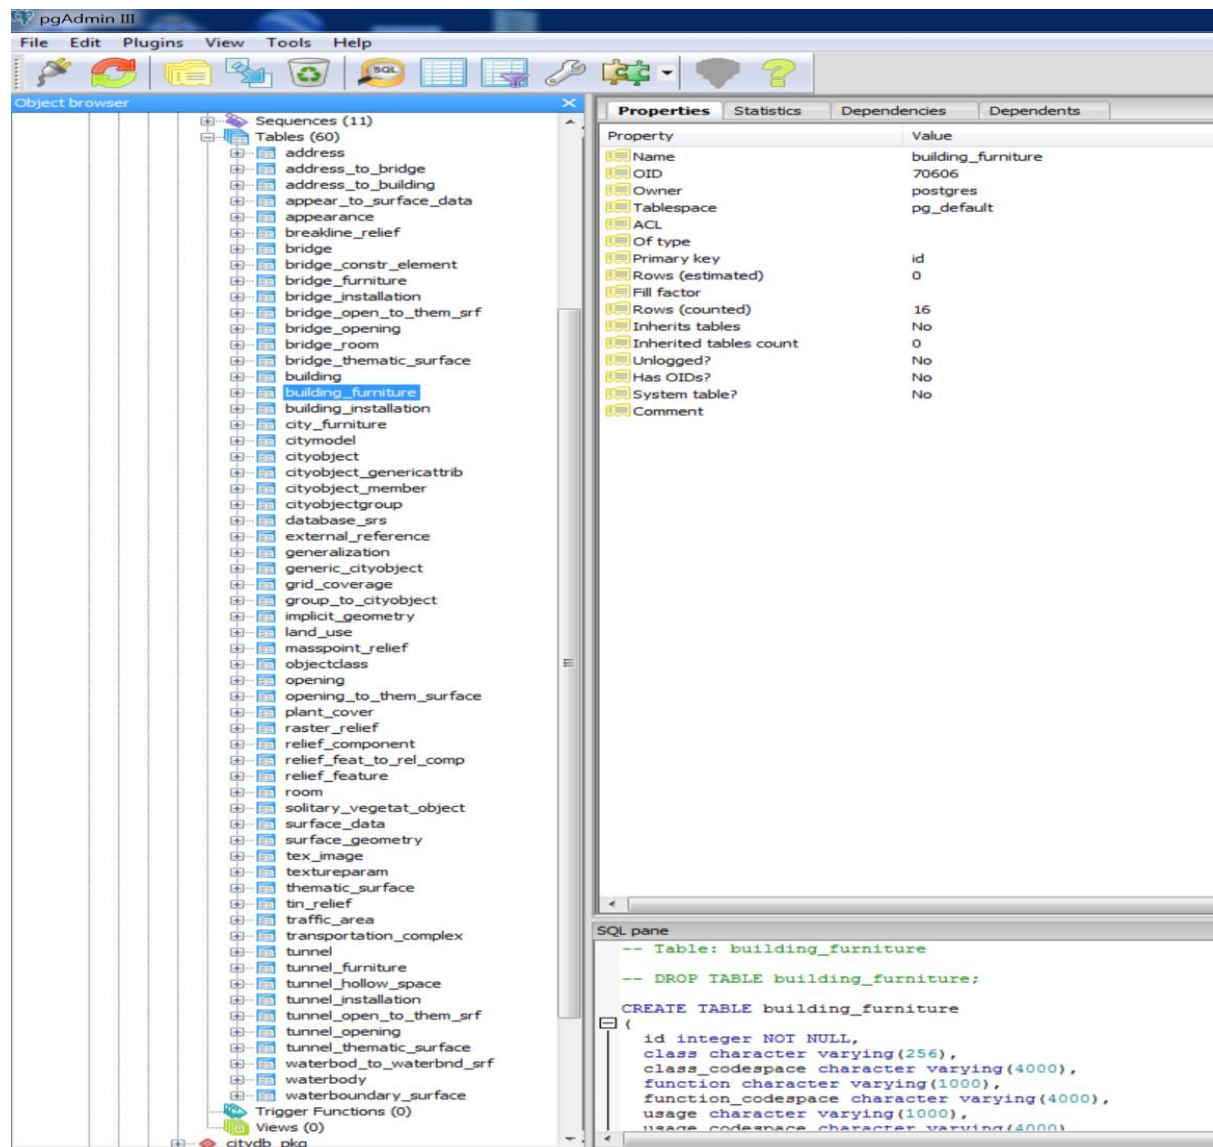 pgAdmin III
File Edit Plugins View Tools Help
SQL
Object browser
Sequences (11)
Tables (60)
address
address_to_bridge
address_to_building
appear_to_surface_data
appearance
breakline_relief
bridge
bridge_constr_element
bridge_furniture
bridge_installation
bridge_open_to_them_srf
bridge_opening
bridge_room
bridge_thematic_surface
building
building_furniture
building_installation
city_furniture
citymodel
cityobject
cityobject_genericattrib
cityobject_member
cityobjectgroup
database_srs
external_reference
generalization
generic_cityobject
grid_coverage
group_to_cityobject
implicit_geometry
land_use
masspoint_relief
objectclass
opening
opening_to_them_surface
plant_cover
raster_relief
relief_component
relief_feat_to_rel_comp
relief_feature
room
solitary_vegetat_object
surface_data
surface_geometry
tex_image
textureparam
thematic_surface
tin_relief
traffic_area
transportation_complex
tunnel
tunnel_furniture
tunnel_hollow_space
tunnel_installation
tunnel_open_to_them_srf
tunnel_opening
tunnel_thematic_surface
waterbod_to_waterbnd_srf
waterbody
waterboundary_surface
Trigger Functions (0)
Views (0)
citydb_pkg
Properties Statistics Dependencies Dependents
Property Value
Name building_furniture
OID 70606
Owner postgres
Tablespace pg_default
ACL
Of type
Primary key id
Rows (estimated) 0
Fill factor
Rows (counted) 16
Inherits tables No
Inherited tables count 0
Unlogged? No
Has OIDs? No
System table? No
Comment
SQL pane
-- Table: building_furniture
-- DROP TABLE building_furniture;
CREATE TABLE building_furniture
(
id integer NOT NULL,
class character varying(256),
class_codespace character varying(4000),
function character varying(1000),
function_codespace character varying(4000),
usage character varying(1000),
usage_codespace character varying(4000)